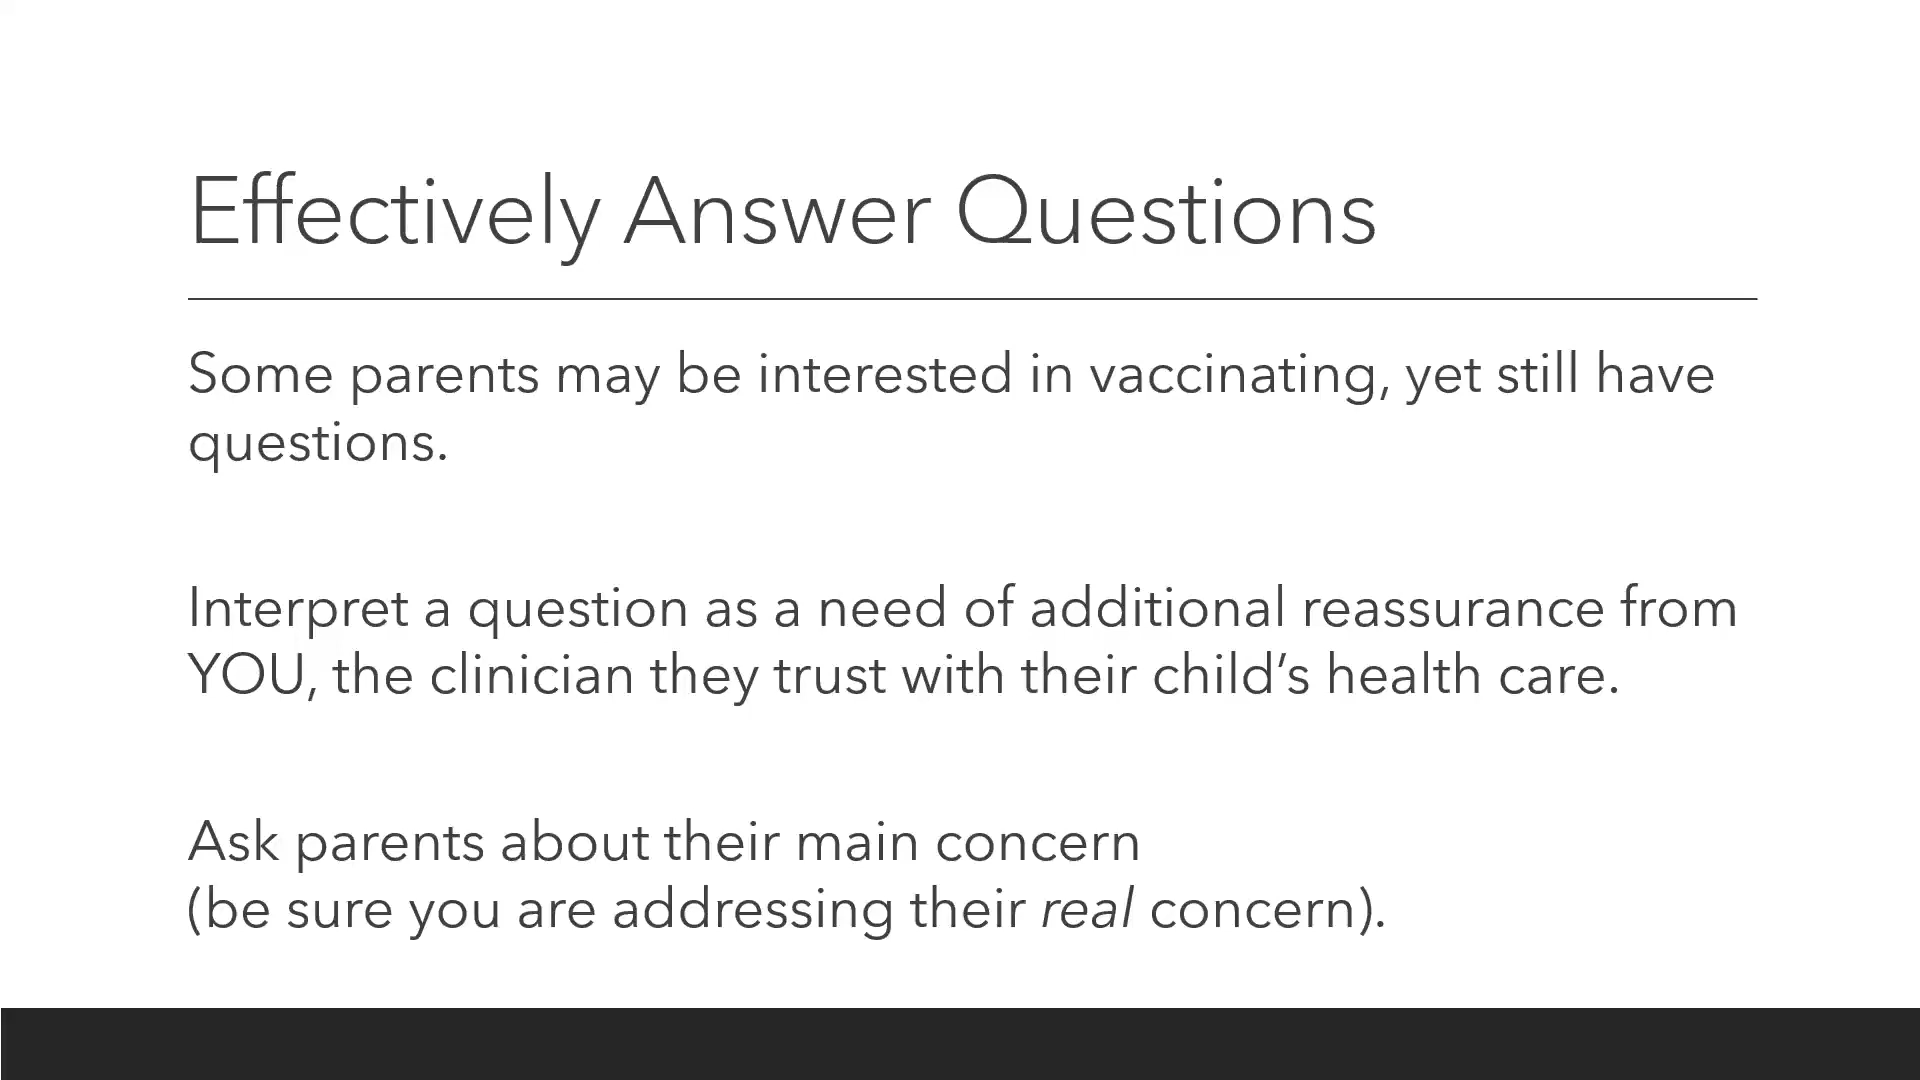 Effectively Answer Questions
Some parents may be interested in vaccinating, yet still have
questions.
Interpret a question as a need of additional reassurance from
YOU, the clinician they trust with their child’s health care.
Ask parents about their main concern
(be sure you are addressing their real concern).